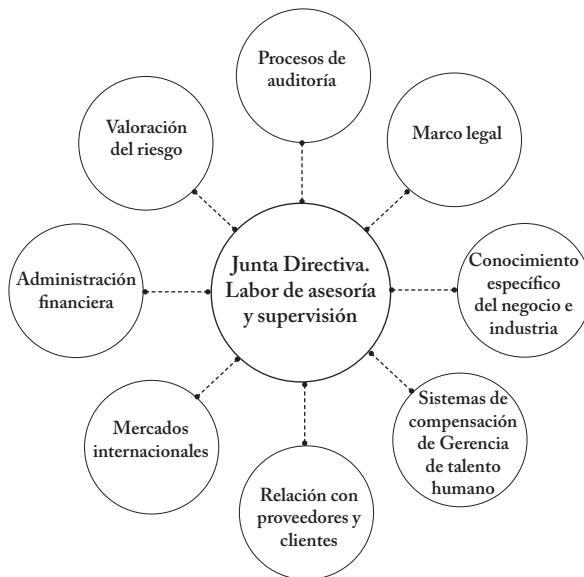 Procesos de
auditoría
Marco legal
Conocimiento
específico
del negocio e
industria
Sistemas de
compensación
de Gerencia
de talento
humano
Relación con
proveedores y
clientes
Mercados
internacionales
Administración
financiera
Valoración
del riesgo
Junta Directiva.
Labor de asesoría
y supervisión